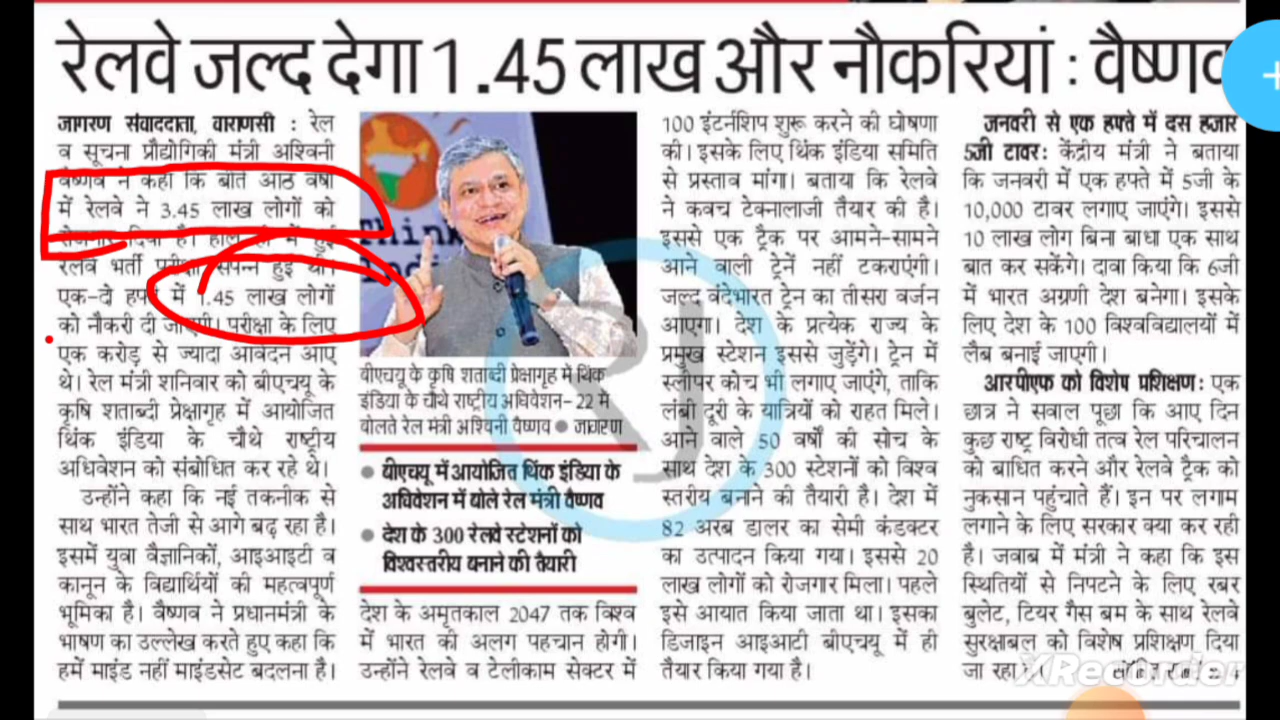 रेलवे जल्द देगा 1.45 लाख और नौकरियां : वैष्णव
जागरण संवाददाता, वाराणसी : रेल
व सूचना प्रौद्योगिकी मंत्री अश्विनी
वैष्णव ने कहा कि बीते आठ वर्षों
में रेलवे ने 3.45 लाख लोगों को
रोजगार दिया है। हाल ही में हुई
रेलवे भर्ती परीक्षा संपन्न हुई थी।
एक-दो हफ्ते में 1.45 लाख लोगों
को नौकरी दी जाएगी। परीक्षा के लिए
एक करोड़ से ज्यादा आवेदन आए
थे। रेल मंत्री शनिवार को बीएचयू के
कृषि शताब्दी प्रेक्षागृह में आयोजित
थिंक इंडिया के चौथे राष्ट्रीय
अधिवेशन को संबोधित कर रहे थे।
उन्होंने कहा कि नई तकनीक से
साथ भारत तेजी से आगे बढ़ रहा है।
इसमें युवा वैज्ञानिकों, आइआइटी व
कानून के विद्यार्थियों की महत्वपूर्ण
भूमिका है। वैष्णव ने प्रधानमंत्री के
भाषण का उल्लेख करते हुए कहा कि
हमें माइंड नहीं माइंडसेट बदलना है।
Think
बीएचयू के कृषि शताब्दी प्रेक्षागृह में थिंक
इंडिया के चौथे राष्ट्रीय अधिवेशन-22 में
बोलते रेल मंत्री अश्विनी वैष्णव ● जागरण
● बीएचयू में आयोजित थिंक इंडिया के
अधिवेशन में बोले रेल मंत्री वैष्णव
● देश के 300 रेलवे स्टेशनों को
विश्वस्तरीय बनाने की तैयारी
देश के अमृतकाल 2047 तक विश्व
में भारत की अलग पहचान होगी।
उन्होंने रेलवे व टेलीकाम सेक्टर में
100 इंटर्नशिप शुरू करने की घोषणा
की। इसके लिए थिंक इंडिया समिति
से प्रस्ताव मांगा। बताया कि रेलवे
ने कवच टेक्नालाजी तैयार की है।
इससे एक ट्रैक पर आमने-सामने
आने वाली ट्रेनें नहीं टकराएंगी।
जल्द वंदेभारत ट्रेन का तीसरा वर्जन
आएगा। देश के प्रत्येक राज्य के
प्रमुख स्टेशन इससे जुड़ेंगे। ट्रेन में
स्लीपर कोच भी लगाए जाएंगे, ताकि
लंबी दूरी के यात्रियों को राहत मिले।
आने वाले 50 वर्षों की सोच के
साथ देश के 300 स्टेशनों को विश्व
स्तरीय बनाने की तैयारी है। देश में
82 अरब डालर का सेमी कंडक्टर
का उत्पादन किया गया। इससे 20
लाख लोगों को रोजगार मिला। पहले
इसे आयात किया जाता था। इसका
डिजाइन आइआटी बीएचयू में ही
तैयार किया गया है।
जनवरी से एक हफ्ते में दस हजार
5जी टावर: केंद्रीय मंत्री ने बताया
कि जनवरी में एक हफ्ते में 5जी के
10,000 टावर लगाए जाएंगे। इससे
10 लाख लोग बिना बाधा एक साथ
बात कर सकेंगे। दावा किया कि 6जी
में भारत अग्रणी देश बनेगा। इसके
लिए देश के 100 विश्वविद्यालयों में
लैब बनाई जाएगी।
आरपीएफ को विशेष प्रशिक्षण: एक
छात्र ने सवाल पूछा कि आए दिन
कुछ राष्ट्र विरोधी तत्व रेल परिचालन
को बाधित करने और रेलवे ट्रैक को
नुकसान पहुंचाते हैं। इन पर लगाम
लगाने के लिए सरकार क्या कर रही
है। जवाब में मंत्री ने कहा कि इस
स्थितियों से निपटने के लिए रबर
बुलेट, टियर गैस बम के साथ रेलवे
सुरक्षाबल को विशेष प्रशिक्षण दिया
जा रहा
XRecorder